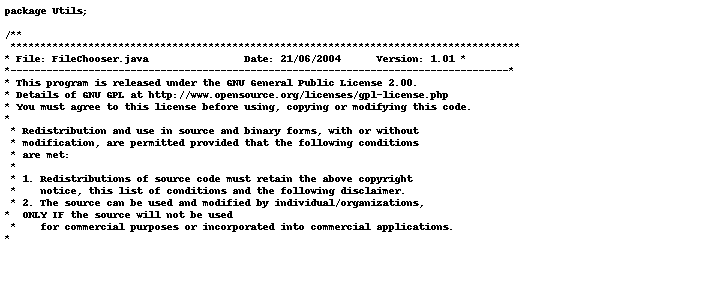 package Utils;
/**
*************************************************************************************
* File: FileChooser.java Date: 21/06/2004 Version: 1.01 *
*-----------------------------------------------------------------------------------*
* This program is released under the GNU General Public License 2.00.
* Details of GNU GPL at http://www.opensource.org/licenses/gpl-license.php
* You must agree to this license before using, copying or modifying this code.
*
* Redistribution and use in source and binary forms, with or without
* modification, are permitted provided that the following conditions
* are met:
*
* 1. Redistributions of source code must retain the above copyright
* notice, this list of conditions and the following disclaimer.
* 2. The source can be used and modified by individual/organizations,
* ONLY IF the source will not be used
* for commercial purposes or incorporated into commercial applications.
*